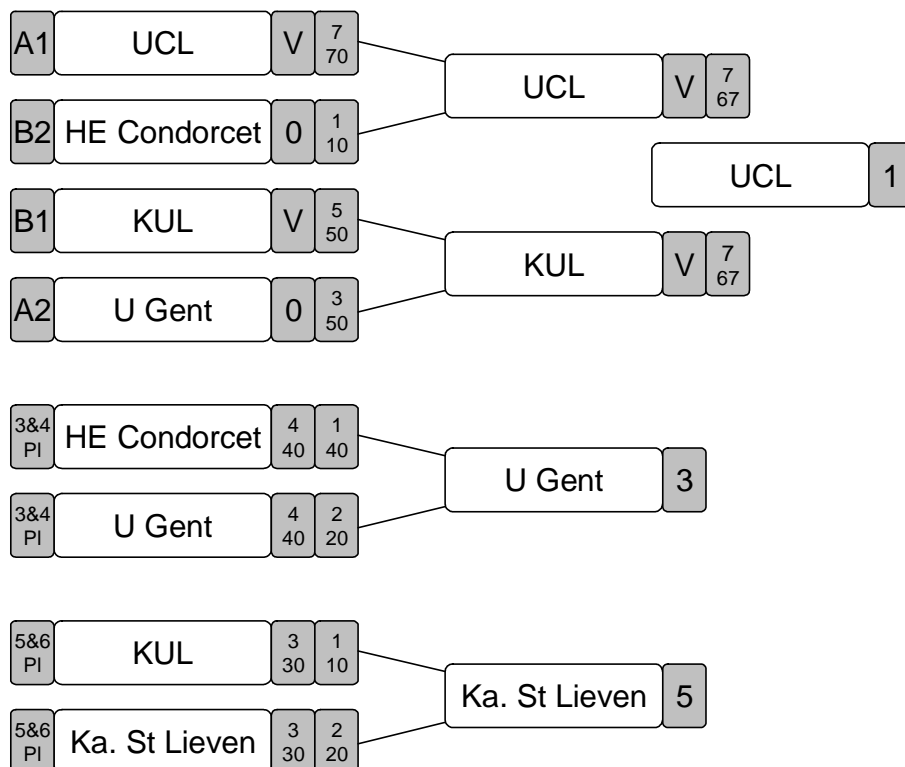 A1 UCL V 7 70
UCL V 7 67
B2 HE Condorcet 0 1 10
UCL 1
B1 KUL V 5 50
KUL V 7 67
A2 U Gent 0 3 50
3&4 Pl HE Condorcet 4 40 1 40
U Gent 3
3&4 Pl U Gent 4 40 2 20
5&6 Pl KUL 3 30 1 10
Ka. St Lieven 5
5&6 Pl Ka. St Lieven 3 30 2 20